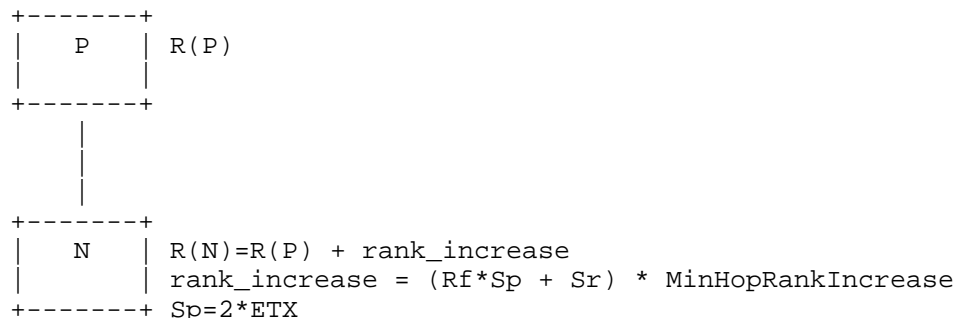 P R(P)
N R(N)=R(P) + rank_increase
rank_increase = (Rf*Sp + Sr) * MinHopRankIncrease
Sp=2*ETX